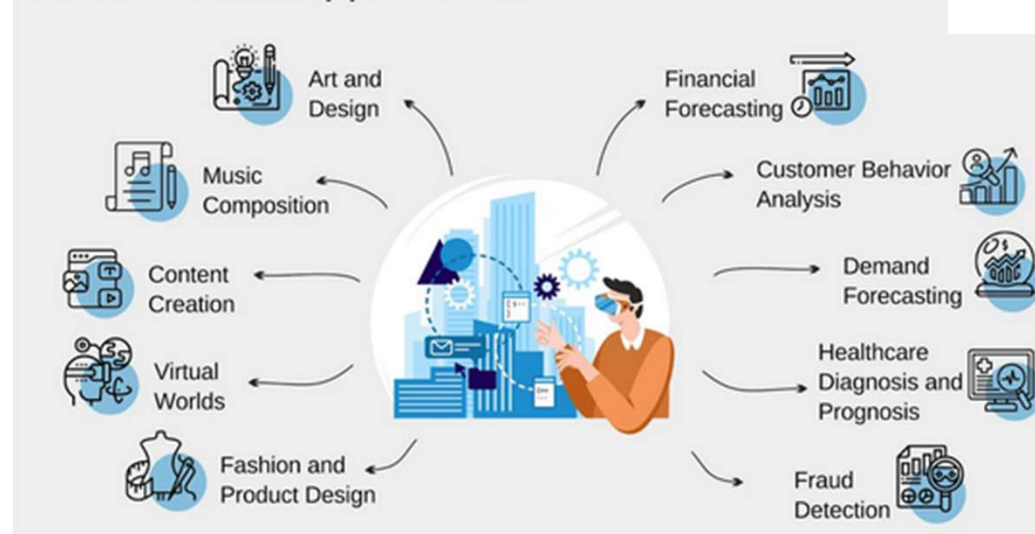 Art and
Design
Music
Composition
Content
Creation
Virtual
Worlds
Fashion and
Product Design
Financial
Forecasting
Customer Behavior
Analysis
Demand
Forecasting
Healthcare
Diagnosis and
Prognosis
Fraud
Detection